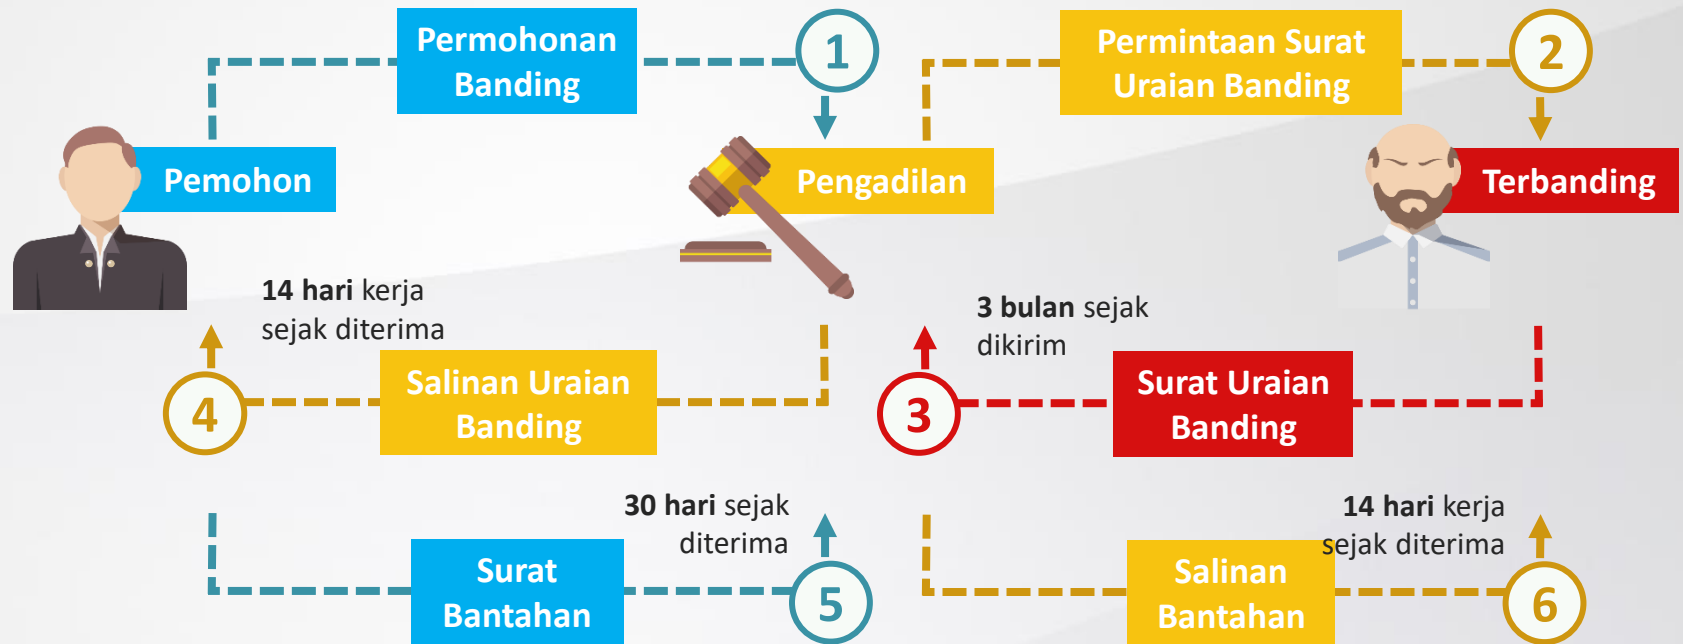 Permohonan
Banding
1
Permintaan Surat
Uraian Banding
2
Pemohon
Pengadilan
Terbanding
14 hari kerja
sejak diterima
3 bulan sejak
dikirim
4
Salinan Uraian
Banding
3
Surat Uraian
Banding
30 hari sejak
diterima
14 hari kerja
sejak diterima
Surat
Bantahan
5
Salinan
Bantahan
6